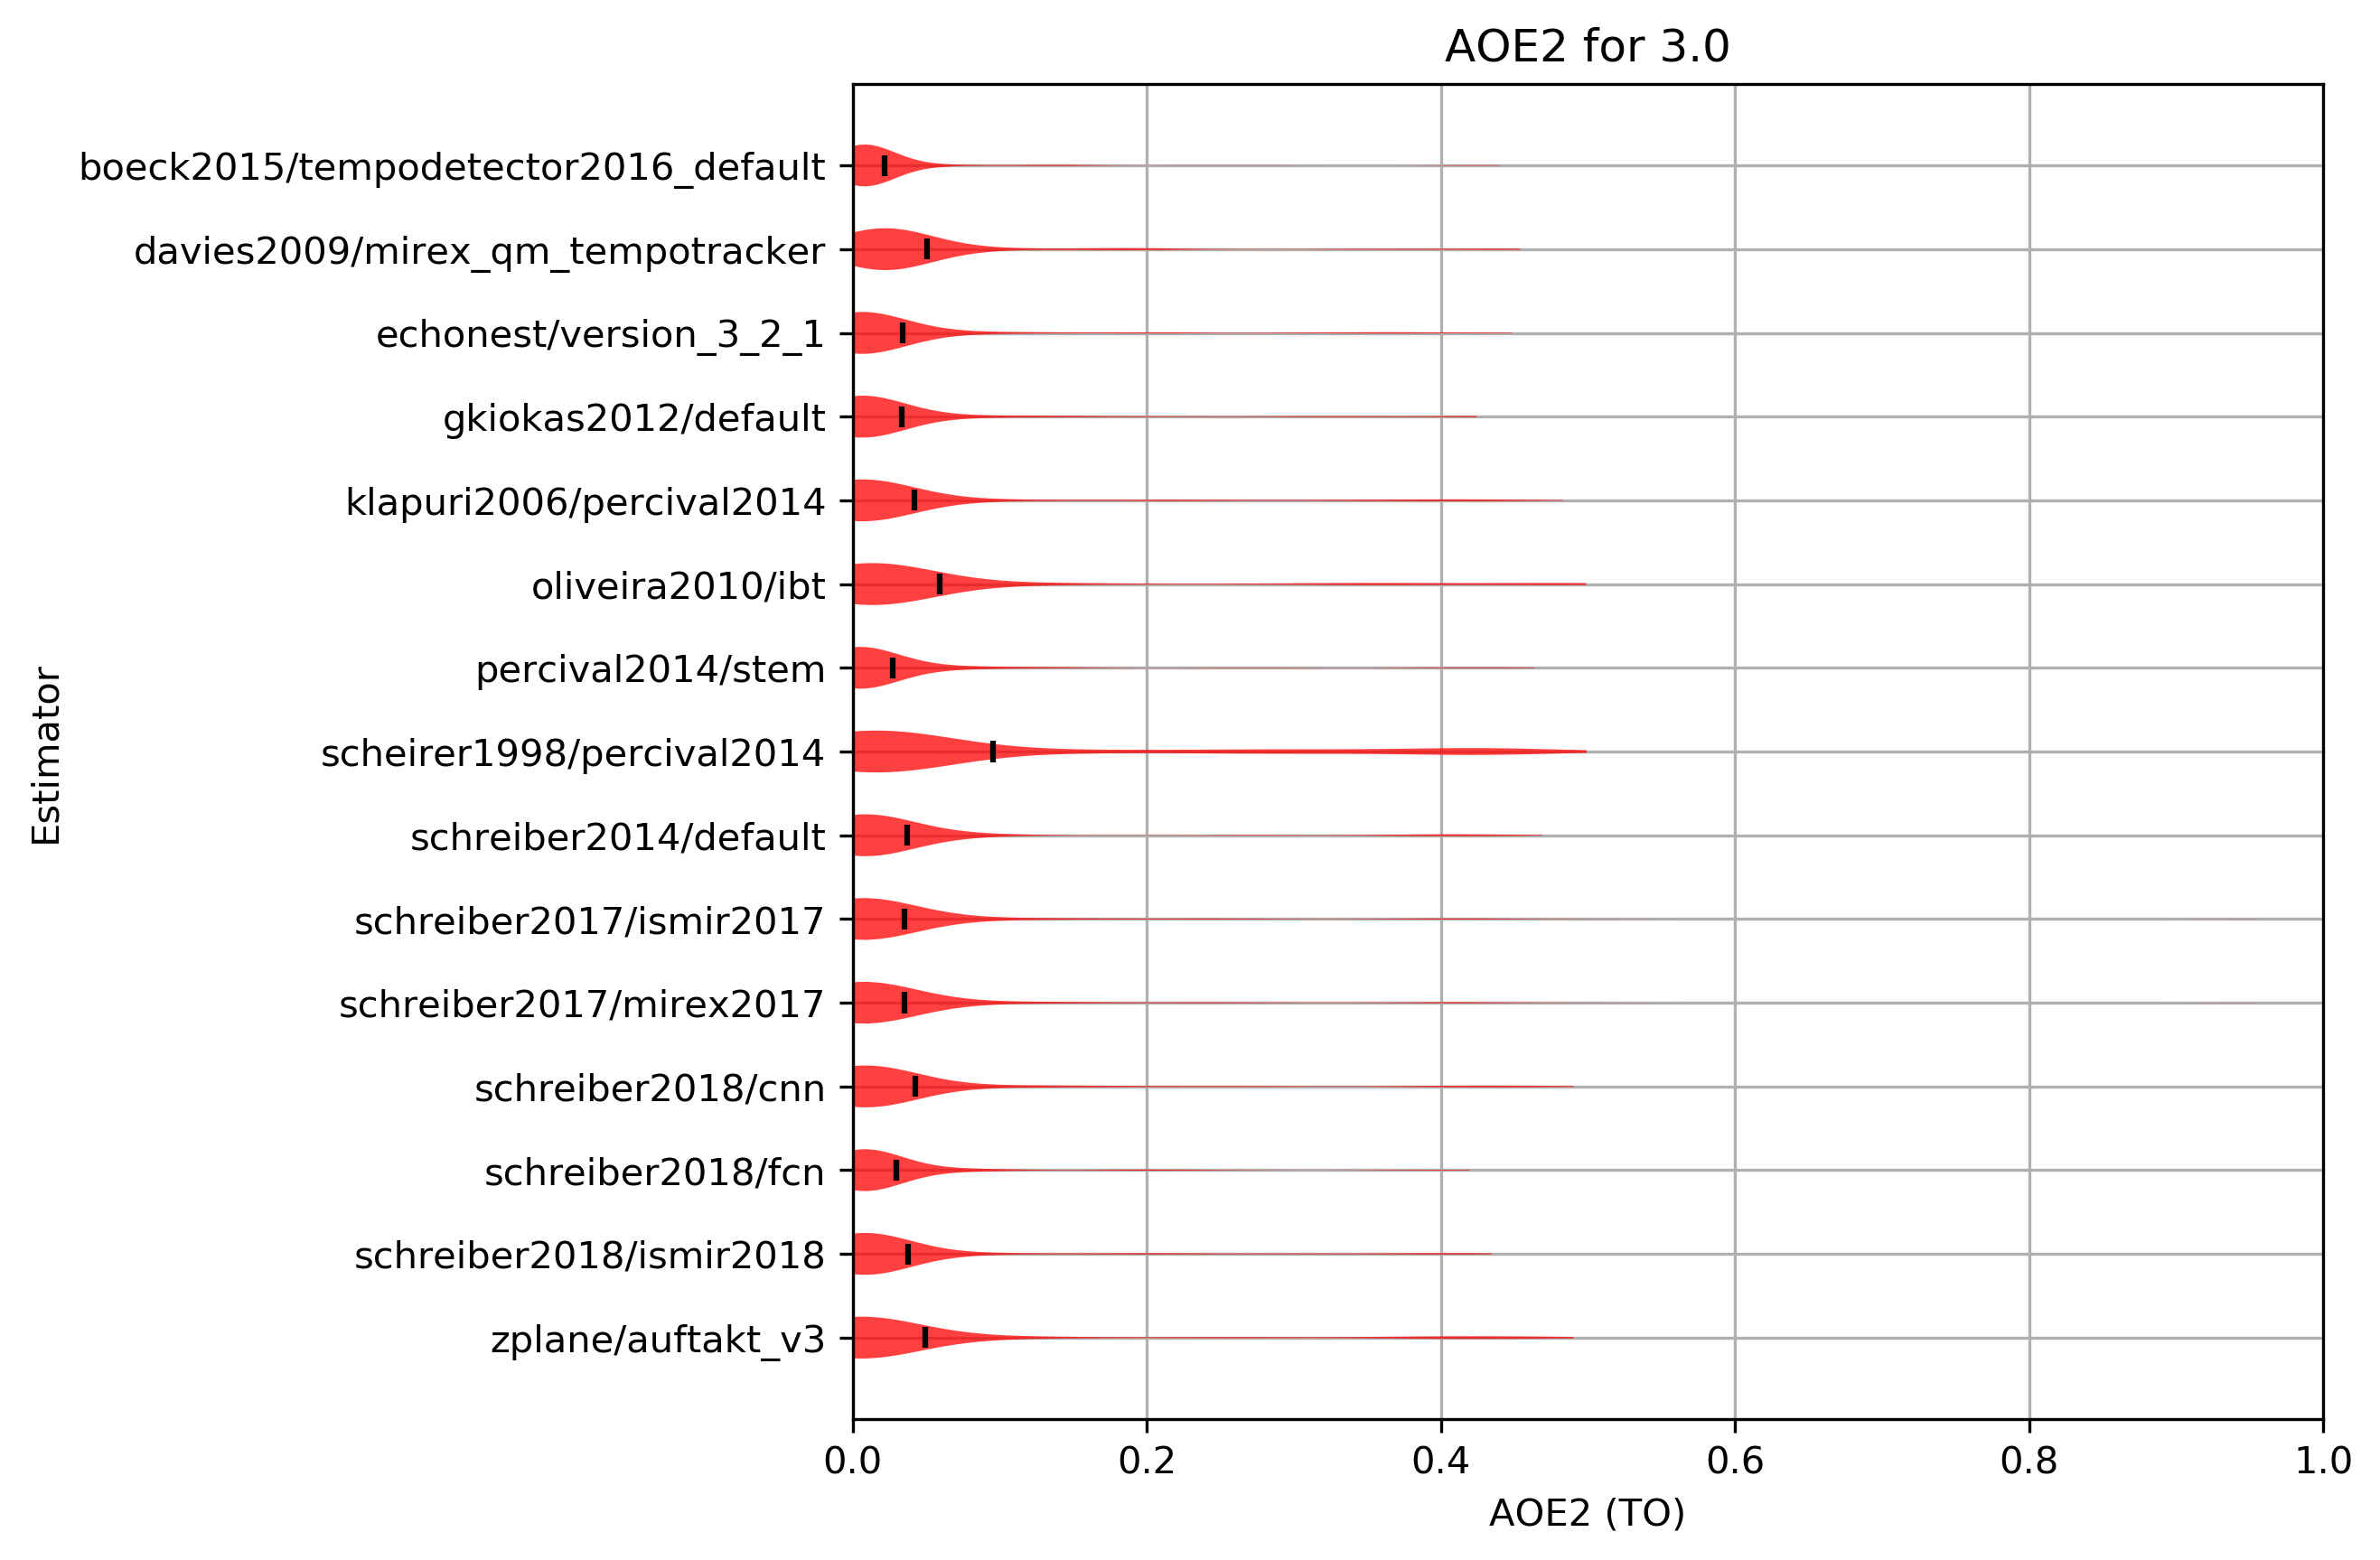 AOE2 for 3.0
boeck2015/tempodetector2016_default
davies2009/mirex_qm_tempotracker
echonest/version_3_2_1
gkiokas2012/default
klapuri2006/percival2014
oliveira2010/ibt
percival2014/stem
scheirer1998/percival2014
schreiber2014/default
schreiber2017/ismir2017
schreiber2017/mirex2017
schreiber2018/cnn
schreiber2018/fcn
schreiber2018/ismir2018
zplane/auftakt_v3
Estimator
0.0 0.2 0.4 0.6 0.8 1.0
AOE2 (TO)